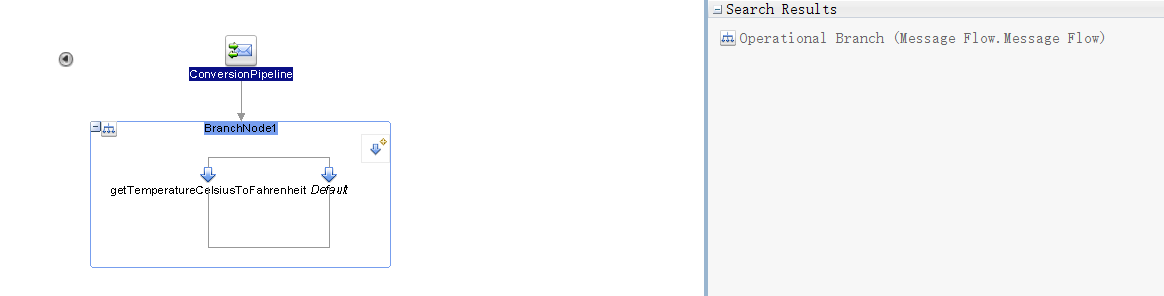 ConversionPipeline
BranchNode1
getTemperatureCelsiusToFahrenheit Default
Search Results
Operational Branch (Message Flow.Message Flow)